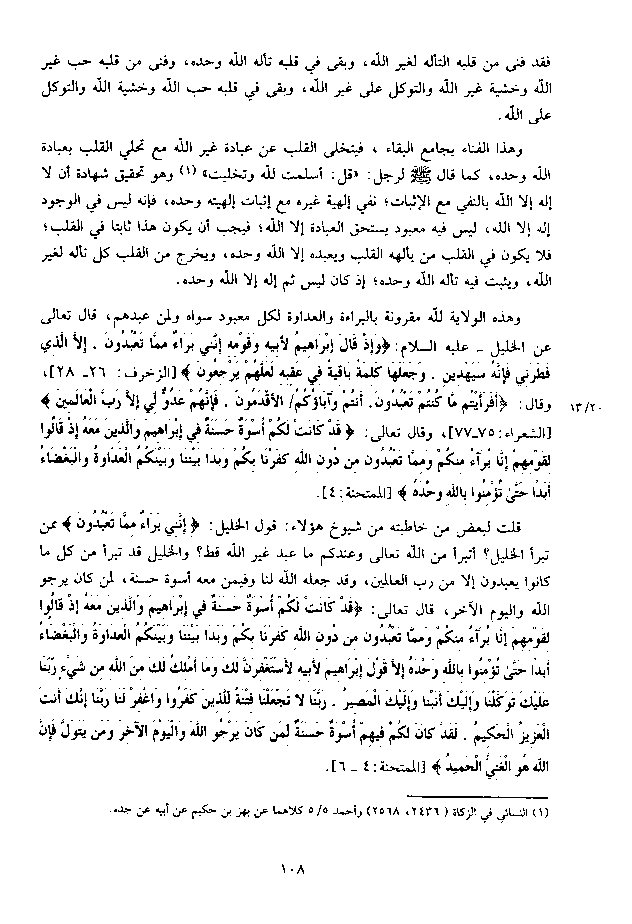 فقد فنى من قلبه التأله لغير الله، وبقى في قلبه تأله الله وحده، وفنى من قلبه حب غير
الله وخشية غير الله والتوكل على غير الله، وبقى في قلبه حب الله وخشية الله والتوكل
على الله.
وهذا الفناء يجامع البقاء ، فيتخلى القلب عن عبادة غير الله مع تحلي القلب بعبادة
الله وحده، كما قال ﷺ لرجل: «قل: أسلمت لله وتخليت» (١) وهو تحقيق شهادة أن لا
إله إلا الله بالنفي مع الإثبات؛ نفي إلهية غيره مع إثبات إلهيته وحده، فإنه ليس في الوجود
إله إلا الله، ليس فيه معبود يستحق العبادة إلا الله؛ فيجب أن يكون هذا ثابتا في القلب؛
فلا يكون في القلب من يألهه القلب ويعبده إلا الله وحده، ويخرج من القلب كل تأله لغير
الله، ويثبت فيه تأله الله وحده؛ إذ كان ليس ثم إله إلا الله وحده.
وهذه الولاية لله مقرونة بالبراءة والعداوة لكل معبود سواه ولمن عبدهم، قال تعالى
عن الخليل ـ عليه السلام: ﴿وَإِذْ قَالَ إِبْرَاهِيمُ لأَبِيهِ وَقَوْمِهِ إِنَّنِي بَرَاءٌ مِّمَّا تَعْبُدُونَ . إِلاَّ الَّذِي
فَطَرَنِي فَإِنَّهُ سَيَهْدِينِ . وَجَعَلَهَا كَلِمَةً بَاقِيَةً فِي عَقِبِهِ لَعَلَّهُمْ يَرْجِعُونَ ﴾ [الزخرف: ٢٦ـ ٢٨]،
وقال: ﴿أَفَرَأَيْتُم مَّا كُنتُمْ تَعْبُدُونَ. أَنتُمْ وَآبَاؤُكُمُ/ الأَقْدَمُونَ . فَإِنَّهُمْ عَدُوٌّ لِّي إِلاَّ رَبَّ الْعَالَمِينَ ﴾ ١٣/٢٠
[الشعراء: ٧٥ـ٧٧]، وقال تعالى: ﴿ قَدْ كَانَتْ لَكُمْ أُسْوَةٌ حَسَنَةٌ فِي إِبْرَاهِيمَ وَالَّذِينَ مَعَهُ إِذْ قَالُوا
لِقَوْمِهِمْ إِنَّا بُرَآءُ مِنكُمْ وَمِمَّا تَعْبُدُونَ مِن دُونِ اللَّهِ كَفَرْنَا بِكُمْ وَبَدَا بَيْنَنَا وَبَيْنَكُمُ الْعَدَاوَةُ وَالْبَغْضَاءُ
أَبَدًا حَتَّىٰ تُؤْمِنُوا بِاللَّهِ وَحْدَهُ ﴾ [الممتحنة: ٤].
قلت لبعض من خاطبته من شيوخ هؤلاء: قول الخليل: ﴿ إِنَّنِي بَرَاءٌ مِّمَّا تَعْبُدُونَ ﴾ ممن
تبرأ الخليل؟ أتبرأ من الله تعالى وعندكم ما عبد غير الله قط؟ والخليل قد تبرأ من كل ما
كانوا يعبدون إلا من رب العالمين، وقد جعله الله لنا وفيمن معه أسوة حسنة، لمن كان يرجو
الله واليوم الآخر، قال تعالى: ﴿قَدْ كَانَتْ لَكُمْ أُسْوَةٌ حَسَنَةٌ فِي إِبْرَاهِيمَ وَالَّذِينَ مَعَهُ إِذْ قَالُوا
لِقَوْمِهِمْ إِنَّا بُرَآءُ مِنكُمْ وَمِمَّا تَعْبُدُونَ مِن دُونِ اللَّهِ كَفَرْنَا بِكُمْ وَبَدَا بَيْنَنَا وَبَيْنَكُمُ الْعَدَاوَةُ وَالْبَغْضَاءُ
أَبَدًا حَتَّىٰ تُؤْمِنُوا بِاللَّهِ وَحْدَهُ إِلاَّ قَوْلَ إِبْرَاهِيمَ لأَبِيهِ لأَسْتَغْفِرَنَّ لَكَ وَمَا أَمْلِكُ لَكَ مِنَ اللَّهِ مِن شَيْءٍ رَّبَّنَا
عَلَيْكَ تَوَكَّلْنَا وَإِلَيْكَ أَنَبْنَا وَإِلَيْكَ الْمَصِيرُ . رَبَّنَا لا تَجْعَلْنَا فِتْنَةً لِّلَّذِينَ كَفَرُوا وَاغْفِرْ لَنَا رَبَّنَا إِنَّكَ أَنتَ
الْعَزِيزُ الْحَكِيمُ . لَقَدْ كَانَ لَكُمْ فِيهِمْ أُسْوَةٌ حَسَنَةٌ لِّمَن كَانَ يَرْجُو اللَّهَ وَالْيَوْمَ الآخِرَ وَمَن يَتَوَلَّ فَإِنَّ
اللَّهَ هُوَ الْغَنِيُّ الْحَمِيدُ ﴾ [الممتحنة: ٤ ـ ٦].
(١) النسائي في الزكاة ( ٢٤٣٦، ٢٥٦٨) وأحمد ٥/ ٥ كلاهما عن بهز بن حكيم عن أبيه عن جده.
١٠٨